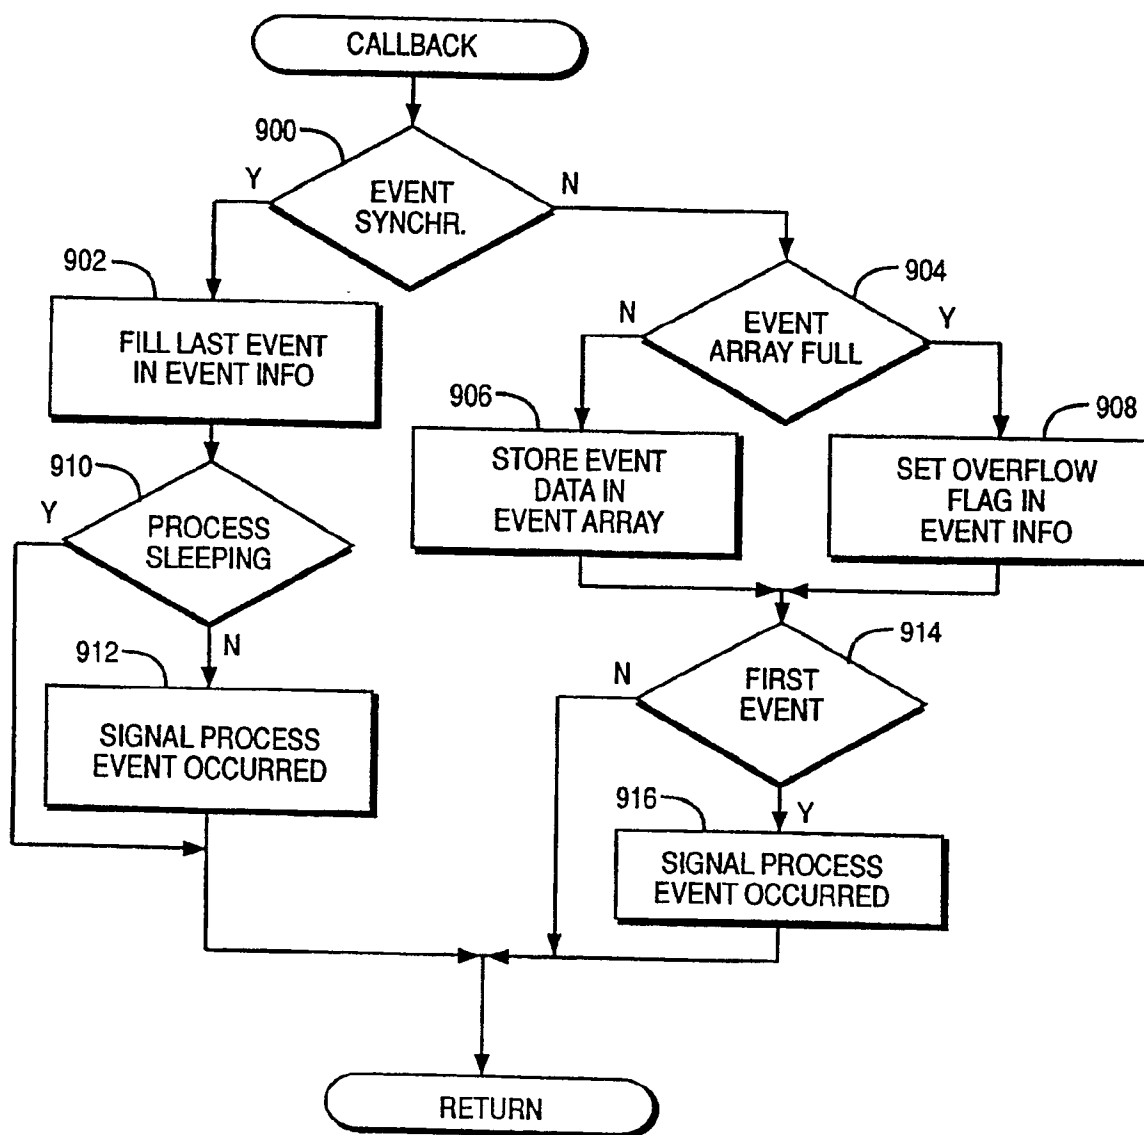 CALLBACK
900
Y
EVENT
SYNCHR.
N
902
FILL LAST EVENT
IN EVENT INFO
904
N
EVENT
ARRAY FULL
Y
906
STORE EVENT
DATA IN
EVENT ARRAY
908
SET OVERFLOW
FLAG IN
EVENT INFO
910
Y
PROCESS
SLEEPING
N
912
SIGNAL PROCESS
EVENT OCCURRED
914
N
FIRST
EVENT
Y
916
SIGNAL PROCESS
EVENT OCCURRED
RETURN